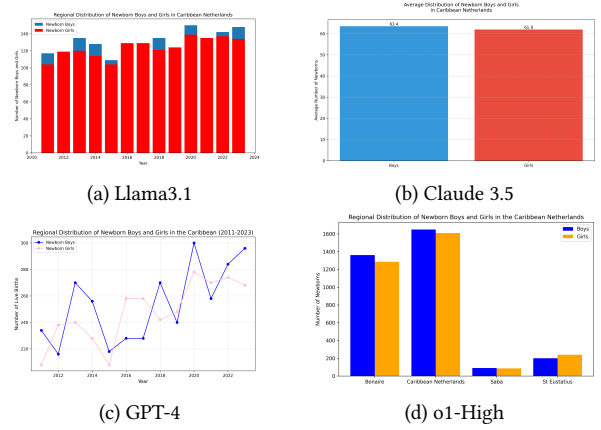 Regional Distribution of Newborn Boys and Girls in Caribbean Netherlands
Newborn Boys
Newborn Girls
Number of Newborn Boys and Girls
140
120
100
80
60
40
20
0
2010 2012 2014 2016 2018 2020 2022 2024
Year
(a) Llama3.1
Average Distribution of Newborn Boys and Girls
in Caribbean Netherlands
63.4
61.9
Average Number of Newborns
60
50
40
30
20
10
0
Boys Girls
(b) Claude 3.5
Regional Distribution of Newborn Boys and Girls in the Caribbean (2011-2023)
Newborn Boys
Newborn Girls
Number of Live Births
300
280
260
240
220
2012 2014 2016 2018 2020 2022
Year
(c) GPT-4
Regional Distribution of Newborn Boys and Girls in the Caribbean Netherlands
Boys
Girls
Number of Newborns
1600
1400
1200
1000
800
600
400
200
0
Bonaire Caribbean Netherlands Saba St Eustatius
(d) o1-High